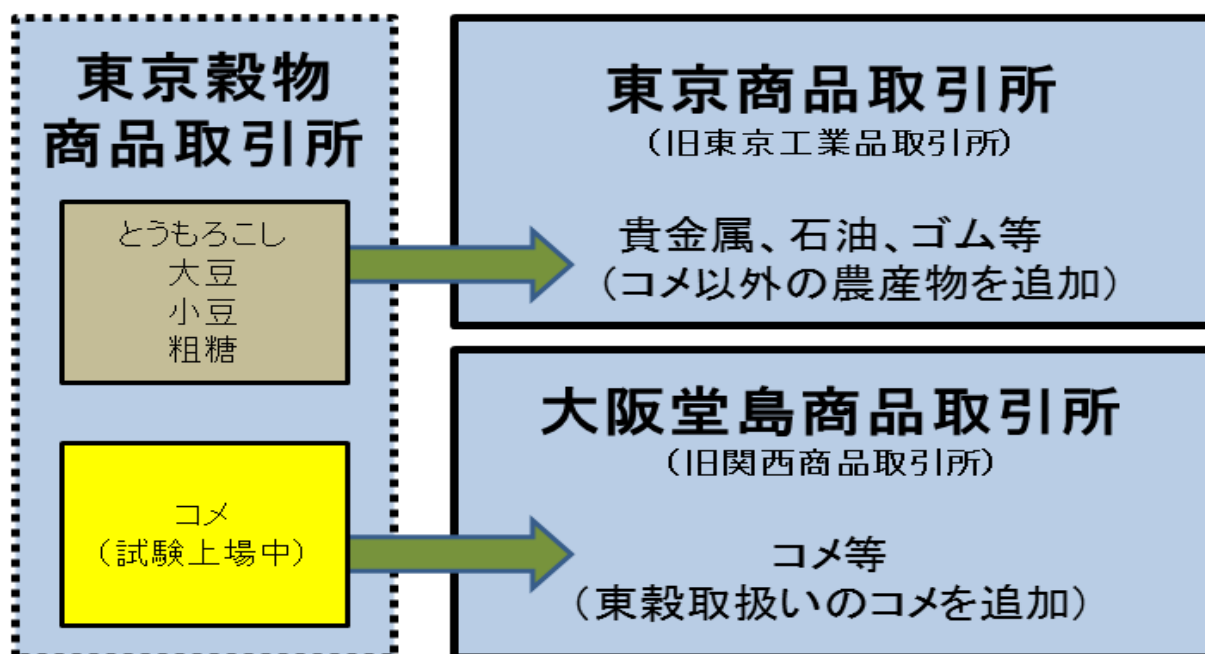 東京穀物
商品取引所
とうもろこし
大豆
小豆
粗糖
コメ
(試験上場中)
東京商品取引所
(旧東京工業品取引所)
貴金属、石油、ゴム等
(コメ以外の農産物を追加)
大阪堂島商品取引所
(旧関西商品取引所)
コメ等
(東穀取扱いのコメを追加)